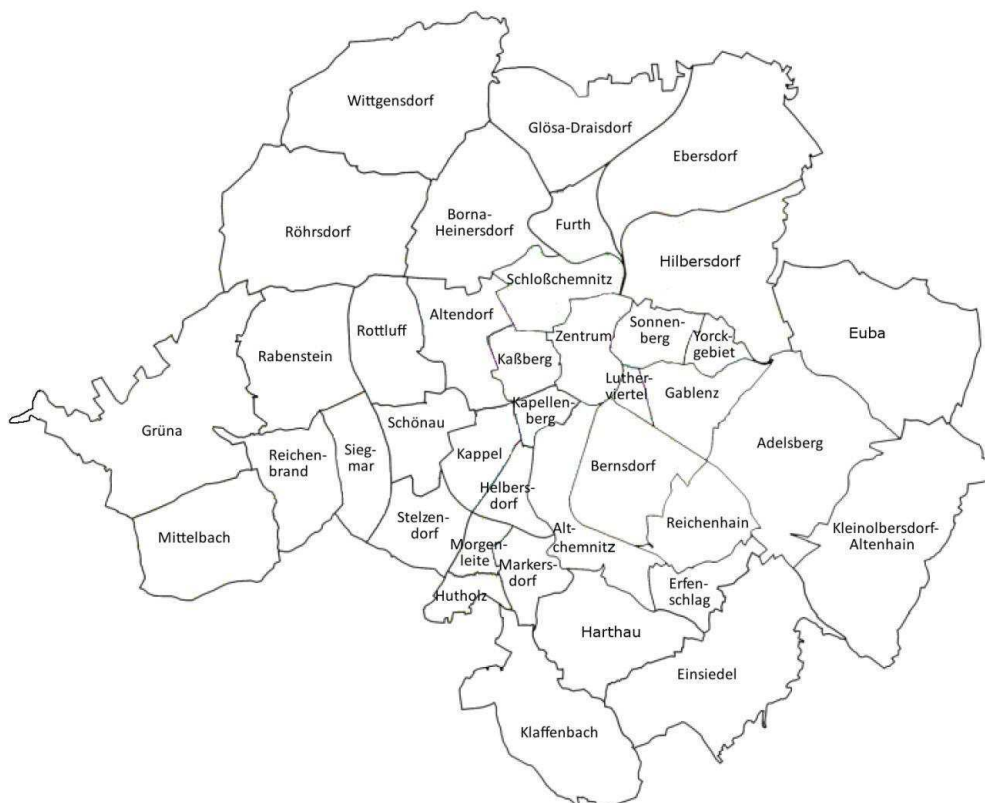 Wittgensdorf
Glösa-Draisdorf
Ebersdorf
Röhrsdorf
Borna-
Heinersdorf
Furth
Hilbersdorf
Schloßchemnitz
Rottluff
Altendorf
Rabenstein
Kaßberg
Zentrum
Sonnen-
berg
Yorck-
gebiet
Euba
Luther-
viertel
Gablenz
Kapellen-
berg
Grüna
Schönau
Adelsberg
Reichen-
brand
Sieg-
mar
Kappel
Bernsdorf
Helbers-
dorf
Mittelbach
Stelzen-
dorf
Reichenhain
Kleinolbersdorf-
Altenhain
Alt-
chemnitz
Morgen-
leite
Markers-
dorf
Hutholz
Erfen-
schlag
Harthau
Einsiedel
Klaffenbach